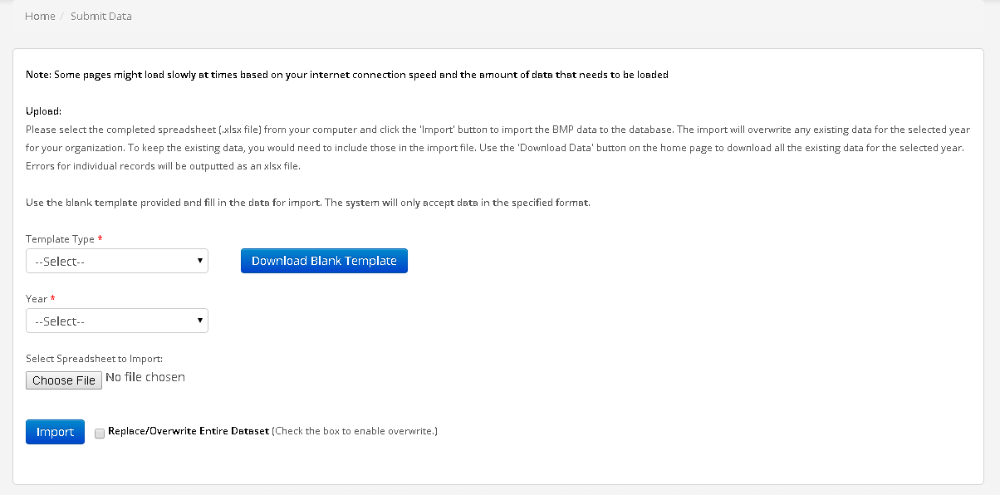 Home / Submit Data
Note: Some pages might load slowly at times based on your internet connection speed and the amount of data that needs to be loaded
Upload:
Please select the completed spreadsheet (.xlsx file) from your computer and click the 'Import' button to import the BMP data to the database. The import will overwrite any existing data for the selected year
for your organization. To keep the existing data, you would need to include those in the import file. Use the 'Download Data' button on the home page to download all the existing data for the selected year.
Errors for individual records will be outputted as an xlsx file.
Use the blank template provided and fill in the data for import. The system will only accept data in the specified format.
Template Type *
--Select-- Download Blank Template
Year *
--Select--
Select Spreadsheet to Import:
Choose File No file chosen
Import Replace/Overwrite Entire Dataset (Check the box to enable overwrite.)